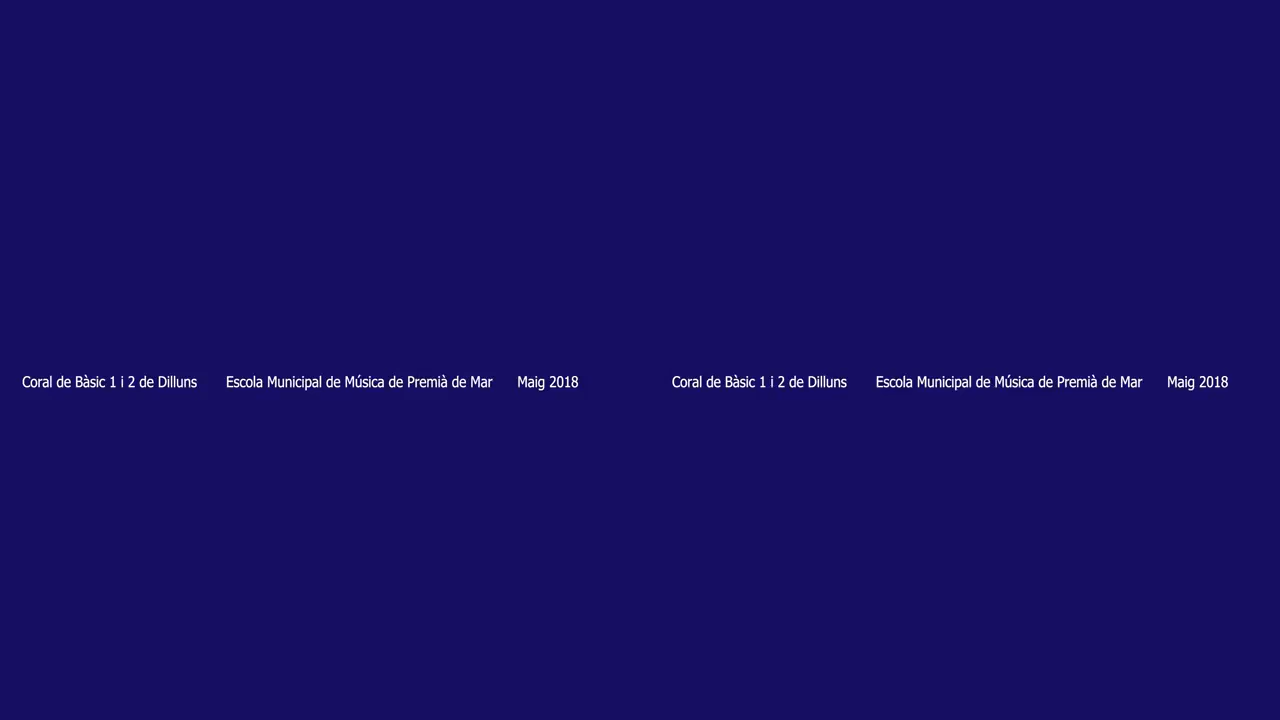 Coral de Bàsic 1 i 2 de Dilluns Escola Municipal de Música de Premià de Mar Maig 2018 Coral de Bàsic 1 i 2 de Dilluns Escola Municipal de Música de Premià de Mar Maig 2018